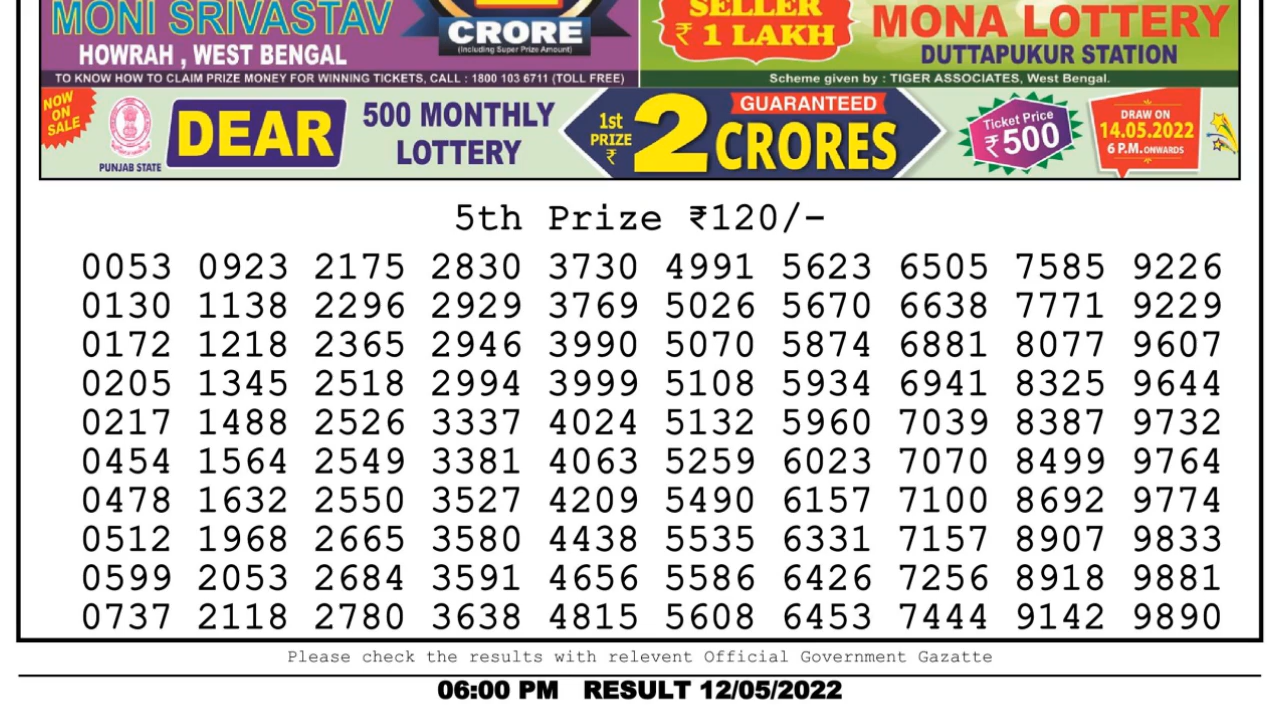 MONI SRIVASTAV
HOWRAH , WEST BENGAL
CRORE
(Including Super Prize Amount)
SELLER
₹ 1 LAKH
MONA LOTTERY
DUTTAPUKUR STATION
TO KNOW HOW TO CLAIM PRIZE MONEY FOR WINNING TICKETS, CALL : 1800 103 6711 (TOLL FREE)
Scheme given by : TIGER ASSOCIATES, West Bengal.
NOW
ON
SALE
PUNJAB STATE
DEAR
500 MONTHLY
LOTTERY
1st
PRIZE
₹
2
GUARANTEED
CRORES
Ticket Price
₹500
DRAW ON
14.05.2022
6 P.M. ONWARDS
5th Prize ₹120/-
0053 0923 2175 2830 3730 4991 5623 6505 7585 9226
0130 1138 2296 2929 3769 5026 5670 6638 7771 9229
0172 1218 2365 2946 3990 5070 5874 6881 8077 9607
0205 1345 2518 2994 3999 5108 5934 6941 8325 9644
0217 1488 2526 3337 4024 5132 5960 7039 8387 9732
0454 1564 2549 3381 4063 5259 6023 7070 8499 9764
0478 1632 2550 3527 4209 5490 6157 7100 8692 9774
0512 1968 2665 3580 4438 5535 6331 7157 8907 9833
0599 2053 2684 3591 4656 5586 6426 7256 8918 9881
0737 2118 2780 3638 4815 5608 6453 7444 9142 9890
Please check the results with relevent Official Government Gazatte
06:00 PM RESULT 12/05/2022